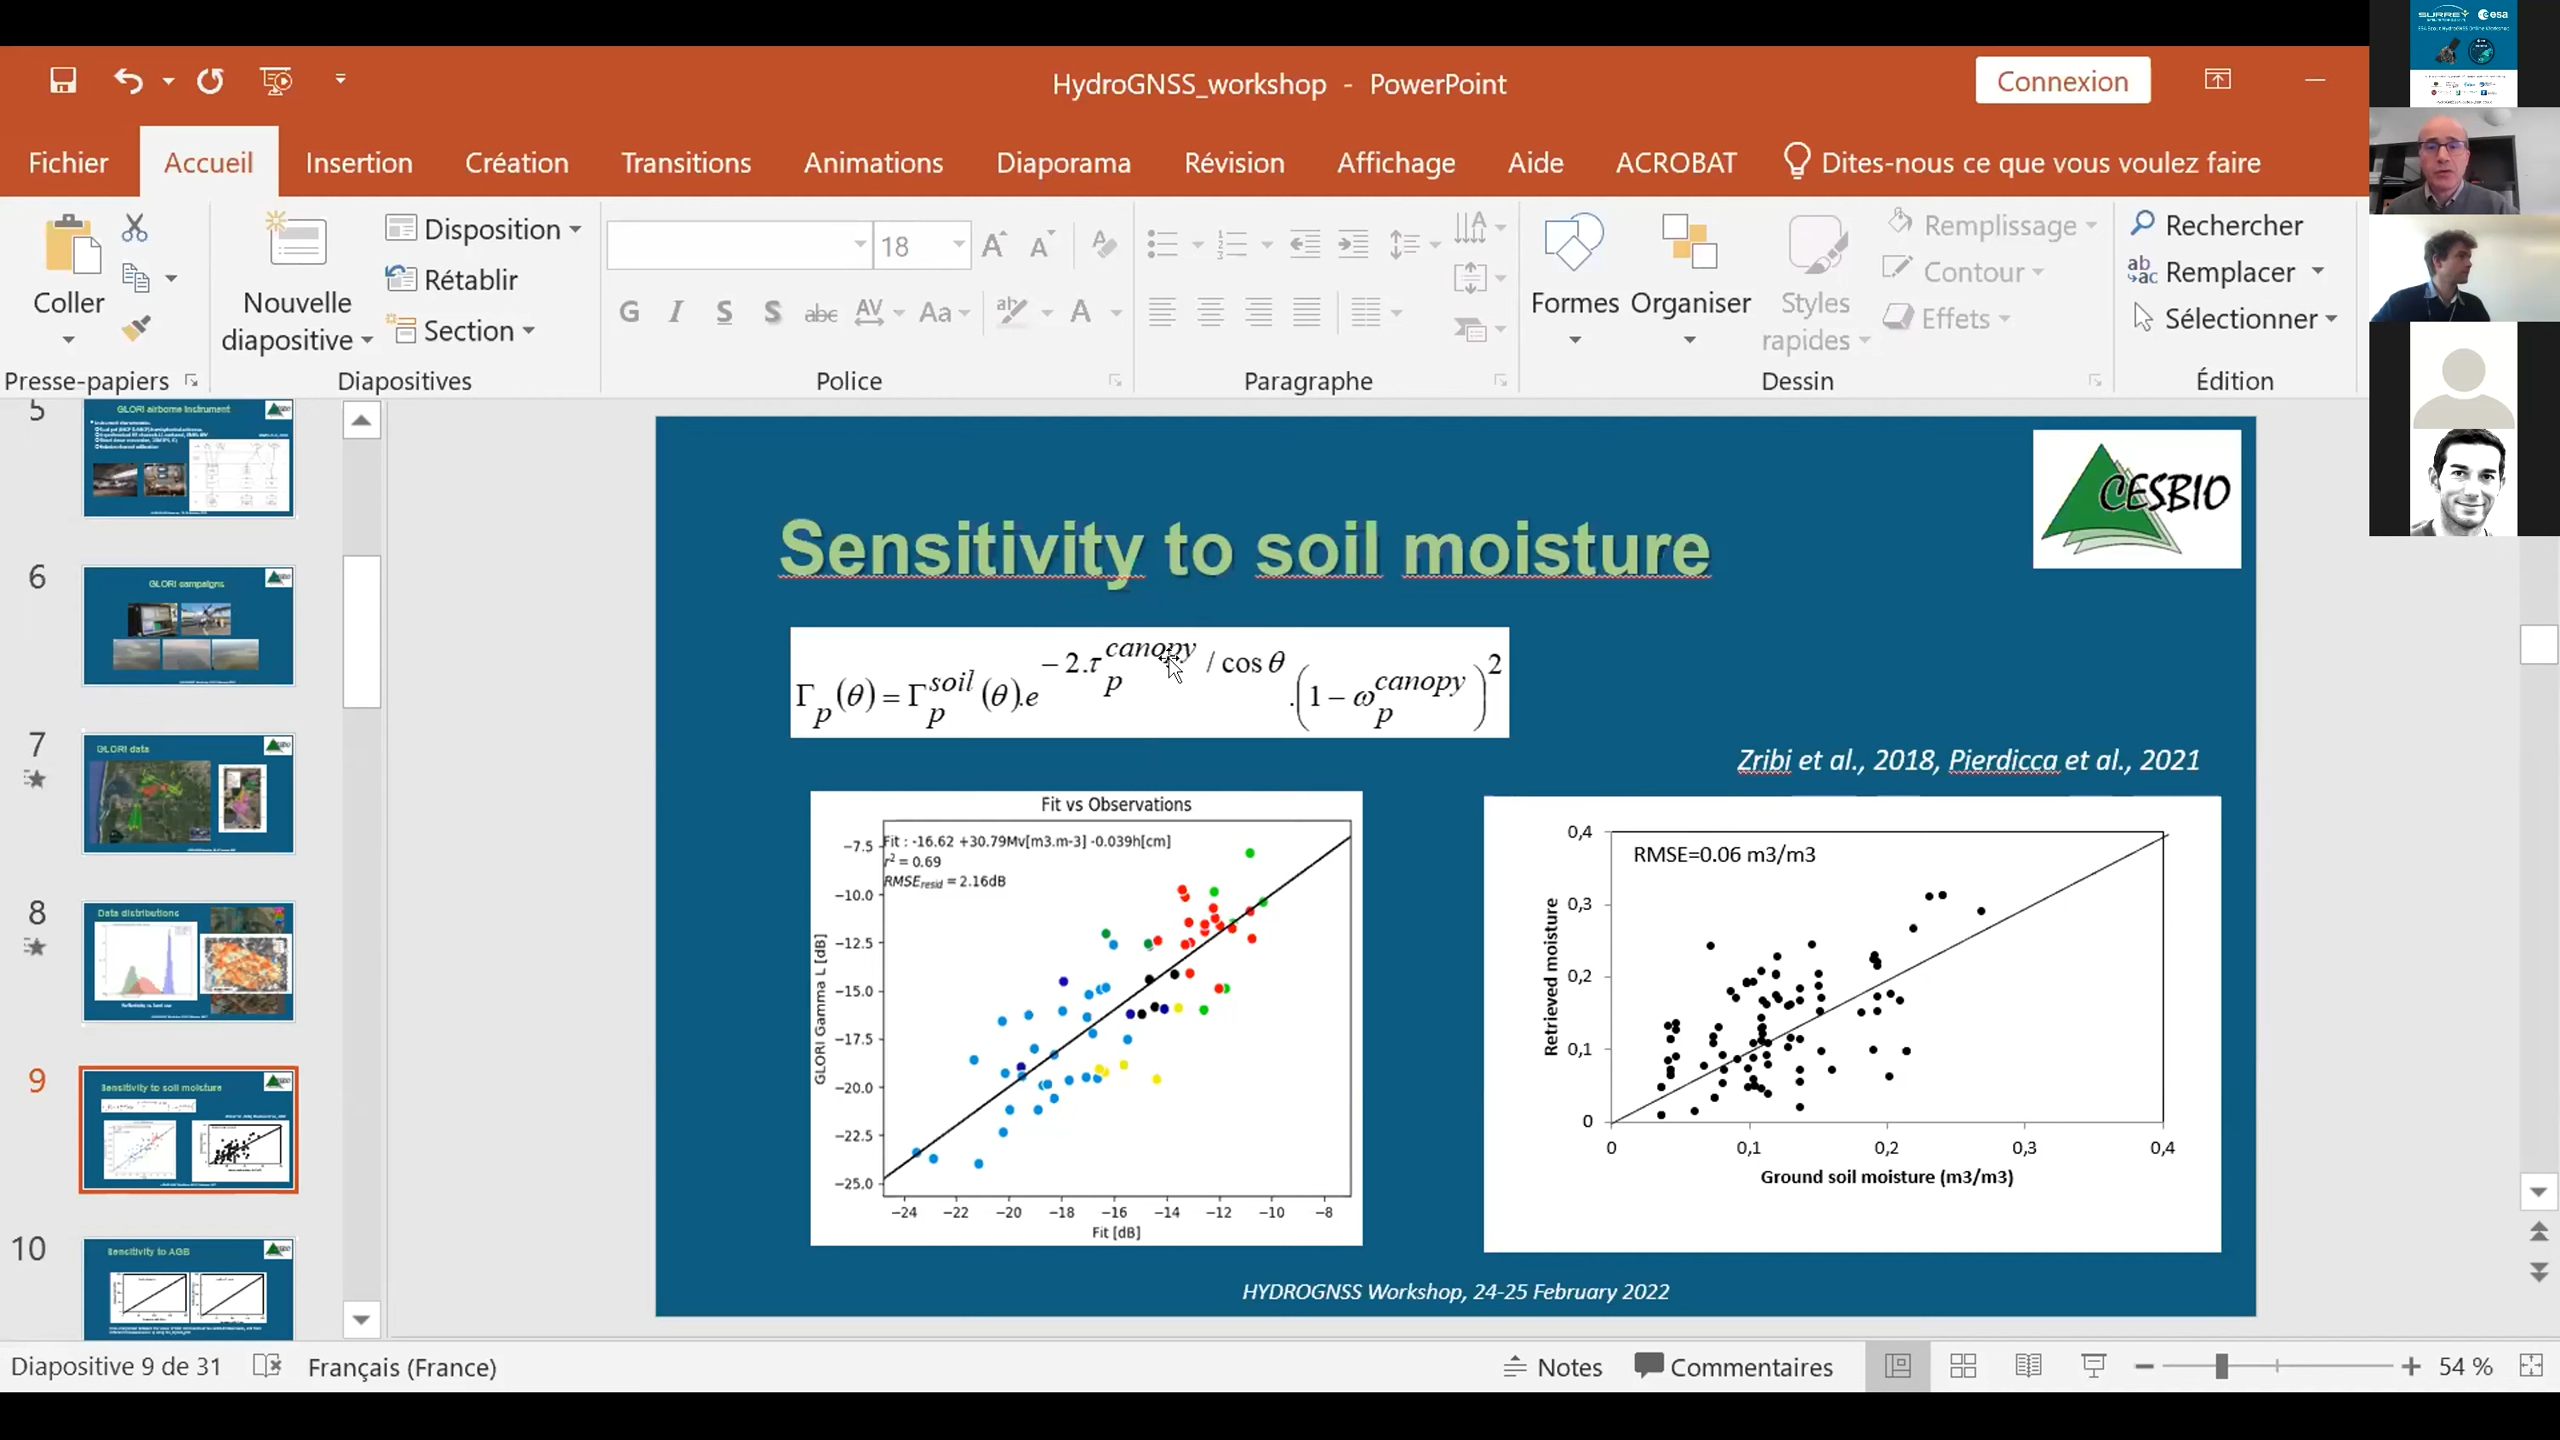 HydroGNSS_workshop - PowerPoint
Connexion
Fichier Accueil Insertion Création Transitions Animations Diaporama Révision Affichage Aide ACROBAT Dites-nous ce que vous voulez faire
Coller
Nouvelle
diapositive
Disposition
Rétablir
Section
18
G I S S abc AV Aa A
Formes Organiser
Styles
rapides
Remplissage
Contour
Effets
Rechercher
Remplacer
Sélectionner
Presse-papiers Diapositives Police Paragraphe Dessin Édition
5
GLORI airborne instrument
6
GLORI campaigns
7
GLORI data
8
Data distributions
9
Sensitivity to soil moisture
10
Sensitivity to AGB
CESBIO
Sensitivity to soil moisture
Γp(θ) = Γp^soil(θ).e^(−2.τp^canopy / cos θ).(1 − ωp^canopy)^2
Zribi et al., 2018, Pierdicca et al., 2021
Fit vs Observations
Fit : -16.62 +30.79Mv[m3.m-3] -0.039h[cm]
r² = 0.69
RMSEresid = 2.16dB
GLORI Gamma L [dB]
−7.5
−10.0
−12.5
−15.0
−17.5
−20.0
−22.5
−25.0
−24 −22 −20 −18 −16 −14 −12 −10 −8
Fit [dB]
RMSE=0.06 m3/m3
Retrieved moisture
0,4
0,3
0,2
0,1
0
0 0,1 0,2 0,3 0,4
Ground soil moisture (m3/m3)
HYDROGNSS Workshop, 24-25 February 2022
Diapositive 9 de 31 Français (France) Notes Commentaires 54 %
SURREY esa